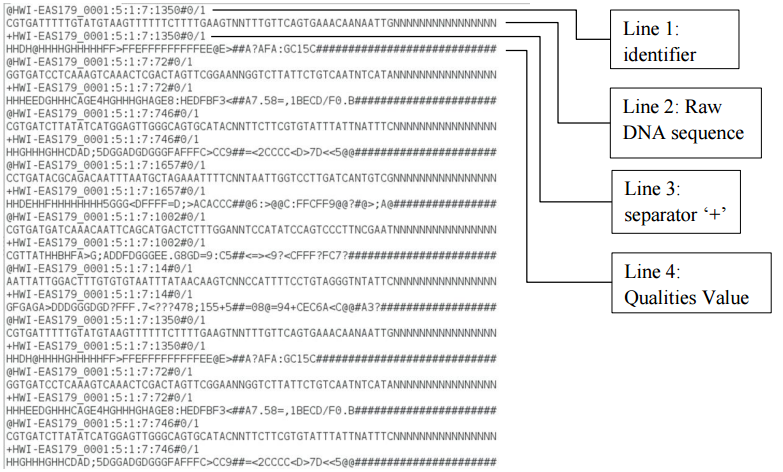 @HWI-EAS179_0001:5:1:7:1350#0/1
CGTGATTTTTGTATGTAAGTTTTTTCTTTTGAAGTNNTTTGTTCAGTGAAACAANAATTGNNNNNNNNNNNNNNNN
+HWI-EAS179_0001:5:1:7:1350#0/1
HHDH@HHHHGHHHHHFF>FFEFFFFFFFFFFEE@E>##A?AFA:GC15C###########################
@HWI-EAS179_0001:5:1:7:72#0/1
GGTGATCCTCAAAGTCAAACTCGACTAGTTCGGAANNGGTCTTATTCTGTCAATNTCATANNNNNNNNNNNNNNNN
+HWI-EAS179_0001:5:1:7:72#0/1
HHHEEDGHHHCAGE4HGHHHGHAGE8:HEDFBF3<##A7.58=,1BECD/F0.B######################
@HWI-EAS179_0001:5:1:7:746#0/1
CGTGATCTTATATCATGGAGTTGGGCAGTGCATACNNTTCTTCGTGTATTTATTNATTTCNNNNNNNNNNNNNNNN
+HWI-EAS179_0001:5:1:7:746#0/1
HHGHHHGHHCDAD;5DGGADGDGGGFAFFFC>CC9##=<2CCCC<D>7D<<5@@######################
@HWI-EAS179_0001:5:1:7:1657#0/1
CCTGATACGCAGACAATTTAATGCTAGAAATTTTCNNTAATTGGTCCTTGATCANTGTCGNNNNNNNNNNNNNNNN
+HWI-EAS179_0001:5:1:7:1657#0/1
HHDEHHFHHHHHHHH5GGG<DFFFF=D;>ACACCC##@6:>@@C:FFCFF9@@?#@>;A@################
@HWI-EAS179_0001:5:1:7:1002#0/1
CGTGATGATCAAACAATTCAGCATGACTCTTTGGANNTCCATATCCAGTCCCTTNCGAATNNNNNNNNNNNNNNNN
+HWI-EAS179_0001:5:1:7:1002#0/1
CGTTATHHBHFA>G;ADDFDGGGEE.G8GD=9:C5##<=><9?<CFFF?FC7?#######################
@HWI-EAS179_0001:5:1:7:14#0/1
AATTATTGGACTTTGTGTGTAATTTATAACAAGTCNNCCATTTTCCTGTAGGGTNTATTCNNNNNNNNNNNNNNNN
+HWI-EAS179_0001:5:1:7:14#0/1
GFGAGA>DDDGGGDGD?FFF.7<???478;155+5##=08@=94+CEC6A<C@@#A3?##################
@HWI-EAS179_0001:5:1:7:1350#0/1
CGTGATTTTTGTATGTAAGTTTTTTCTTTTGAAGTNNTTTGTTCAGTGAAACAANAATTGNNNNNNNNNNNNNNNN
+HWI-EAS179_0001:5:1:7:1350#0/1
HHDH@HHHHGHHHHHFF>FFEFFFFFFFFFFEE@E>##A?AFA:GC15C###########################
@HWI-EAS179_0001:5:1:7:72#0/1
GGTGATCCTCAAAGTCAAACTCGACTAGTTCGGAANNGGTCTTATTCTGTCAATNTCATANNNNNNNNNNNNNNNN
+HWI-EAS179_0001:5:1:7:72#0/1
HHHEEDGHHHCAGE4HGHHHGHAGE8:HEDFBF3<##A7.58=,1BECD/F0.B######################
@HWI-EAS179_0001:5:1:7:746#0/1
CGTGATCTTATATCATGGAGTTGGGCAGTGCATACNNTTCTTCGTGTATTTATTNATTTCNNNNNNNNNNNNNNNN
+HWI-EAS179_0001:5:1:7:746#0/1
HHGHHHGHHCDAD;5DGGADGDGGGFAFFFC>CC9##=<2CCCC<D>7D<<5@@######################
Line 1:
identifier
Line 2: Raw
DNA sequence
Line 3:
separator ‘+’
Line 4:
Qualities Value